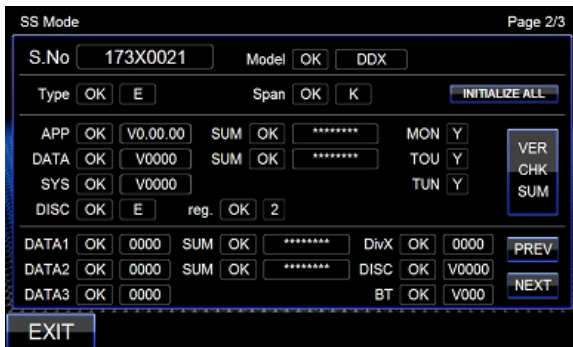 SS Mode Page 2/3
S.No 173X0021 Model OK DDX
Type OK E Span OK K INITIALIZE ALL
APP OK V0.00.00 SUM OK ******** MON Y
DATA OK V0000 SUM OK ******** TOU Y
SYS OK V0000 TUN Y
VER
CHK
SUM
DISC OK E reg. OK 2
DATA1 OK 0000 SUM OK ******** DivX OK 0000 PREV
DATA2 OK 0000 SUM OK ******** DISC OK V0000
DATA3 OK 0000 BT OK V000 NEXT
EXIT